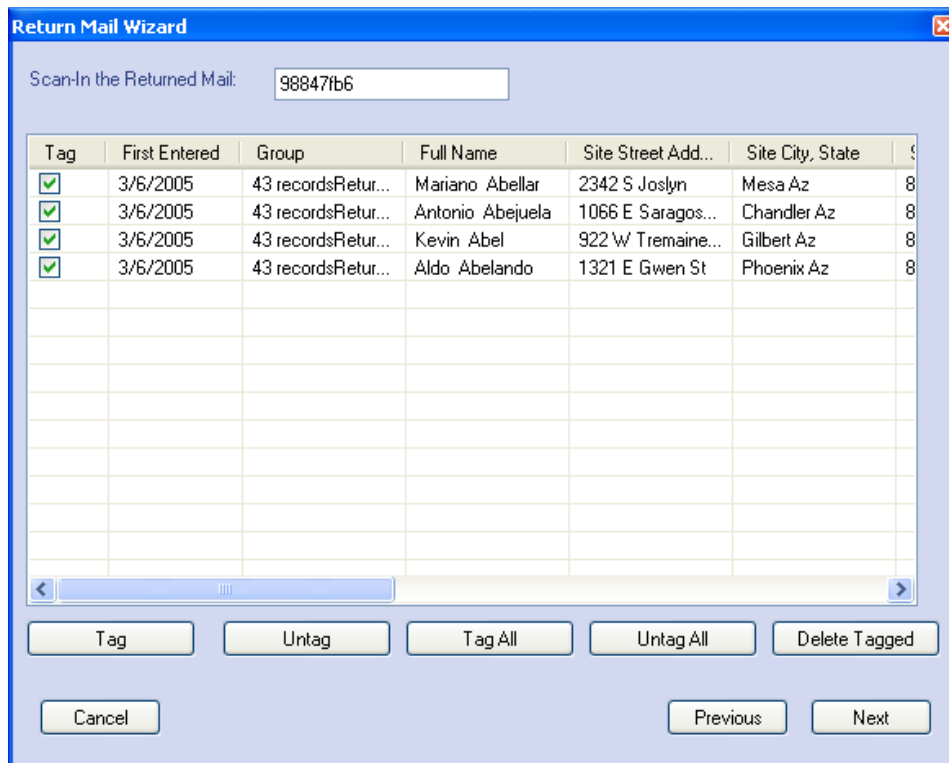 Return Mail Wizard
Scan-In the Returned Mail: 98847fb6
Tag First Entered Group Full Name Site Street Add... Site City, State
3/6/2005 43 recordsRetur... Mariano Abellar 2342 S Joslyn Mesa Az 8
3/6/2005 43 recordsRetur... Antonio Abejuela 1066 E Saragos... Chandler Az 8
3/6/2005 43 recordsRetur... Kevin Abel 922 W Tremaine... Gilbert Az 8
3/6/2005 43 recordsRetur... Aldo Abelando 1321 E Gwen St Phoenix Az 8
Tag Untag Tag All Untag All Delete Tagged
Cancel Previous Next